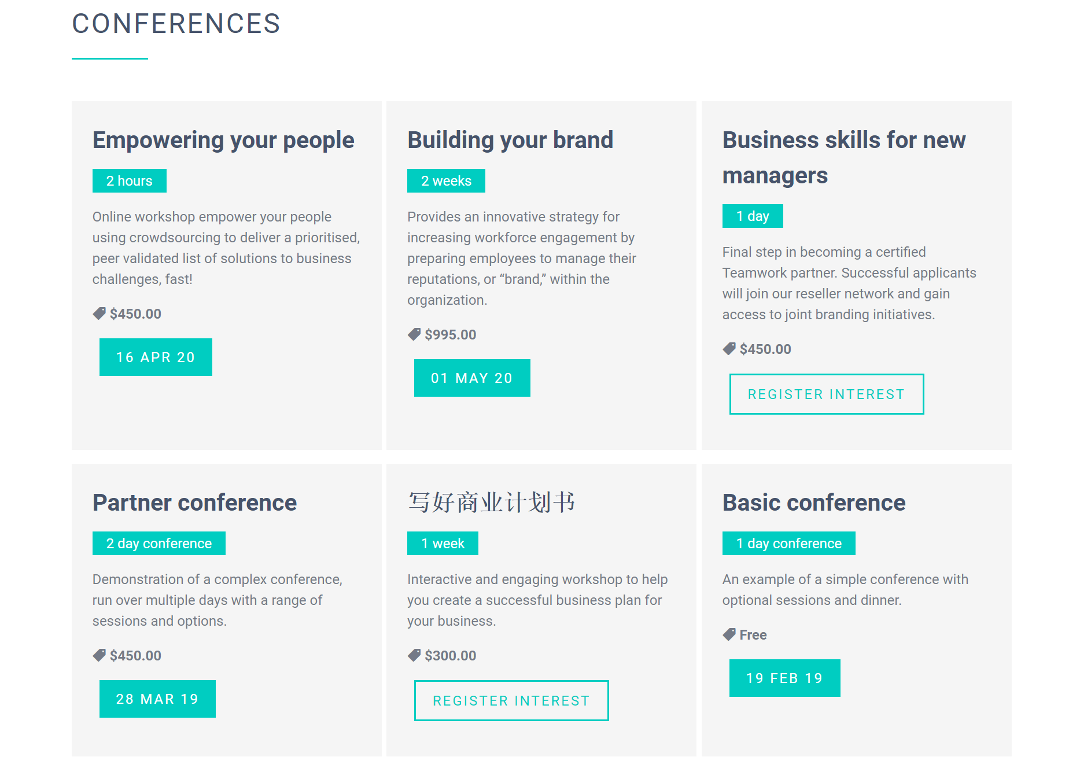 CONFERENCES
Empowering your people
2 hours
Online workshop empower your people
using crowdsourcing to deliver a prioritised,
peer validated list of solutions to business
challenges, fast!
$450.00
16 APR 20
Building your brand
2 weeks
Provides an innovative strategy for
increasing workforce engagement by
preparing employees to manage their
reputations, or “brand,” within the
organization.
$995.00
01 MAY 20
Business skills for new
managers
1 day
Final step in becoming a certified
Teamwork partner. Successful applicants
will join our reseller network and gain
access to joint branding initiatives.
$450.00
REGISTER INTEREST
Partner conference
2 day conference
Demonstration of a complex conference,
run over multiple days with a range of
sessions and options.
$450.00
28 MAR 19
写好商业计划书
1 week
Interactive and engaging workshop to help
you create a successful business plan for
your business.
$300.00
REGISTER INTEREST
Basic conference
1 day conference
An example of a simple conference with
optional sessions and dinner.
Free
19 FEB 19